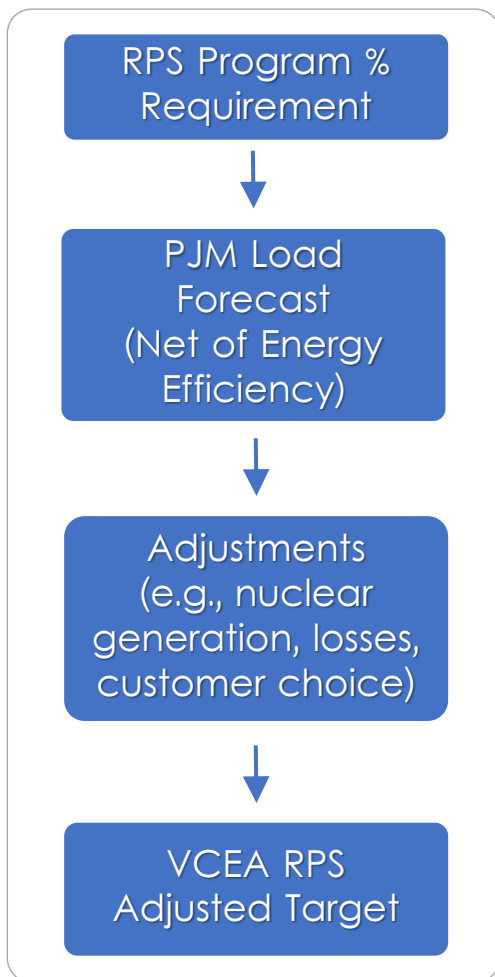 RPS Program %
Requirement
PJM Load
Forecast
(Net of Energy
Efficiency)
Adjustments
(e.g., nuclear
generation, losses,
customer choice)
VCEA RPS
Adjusted Target